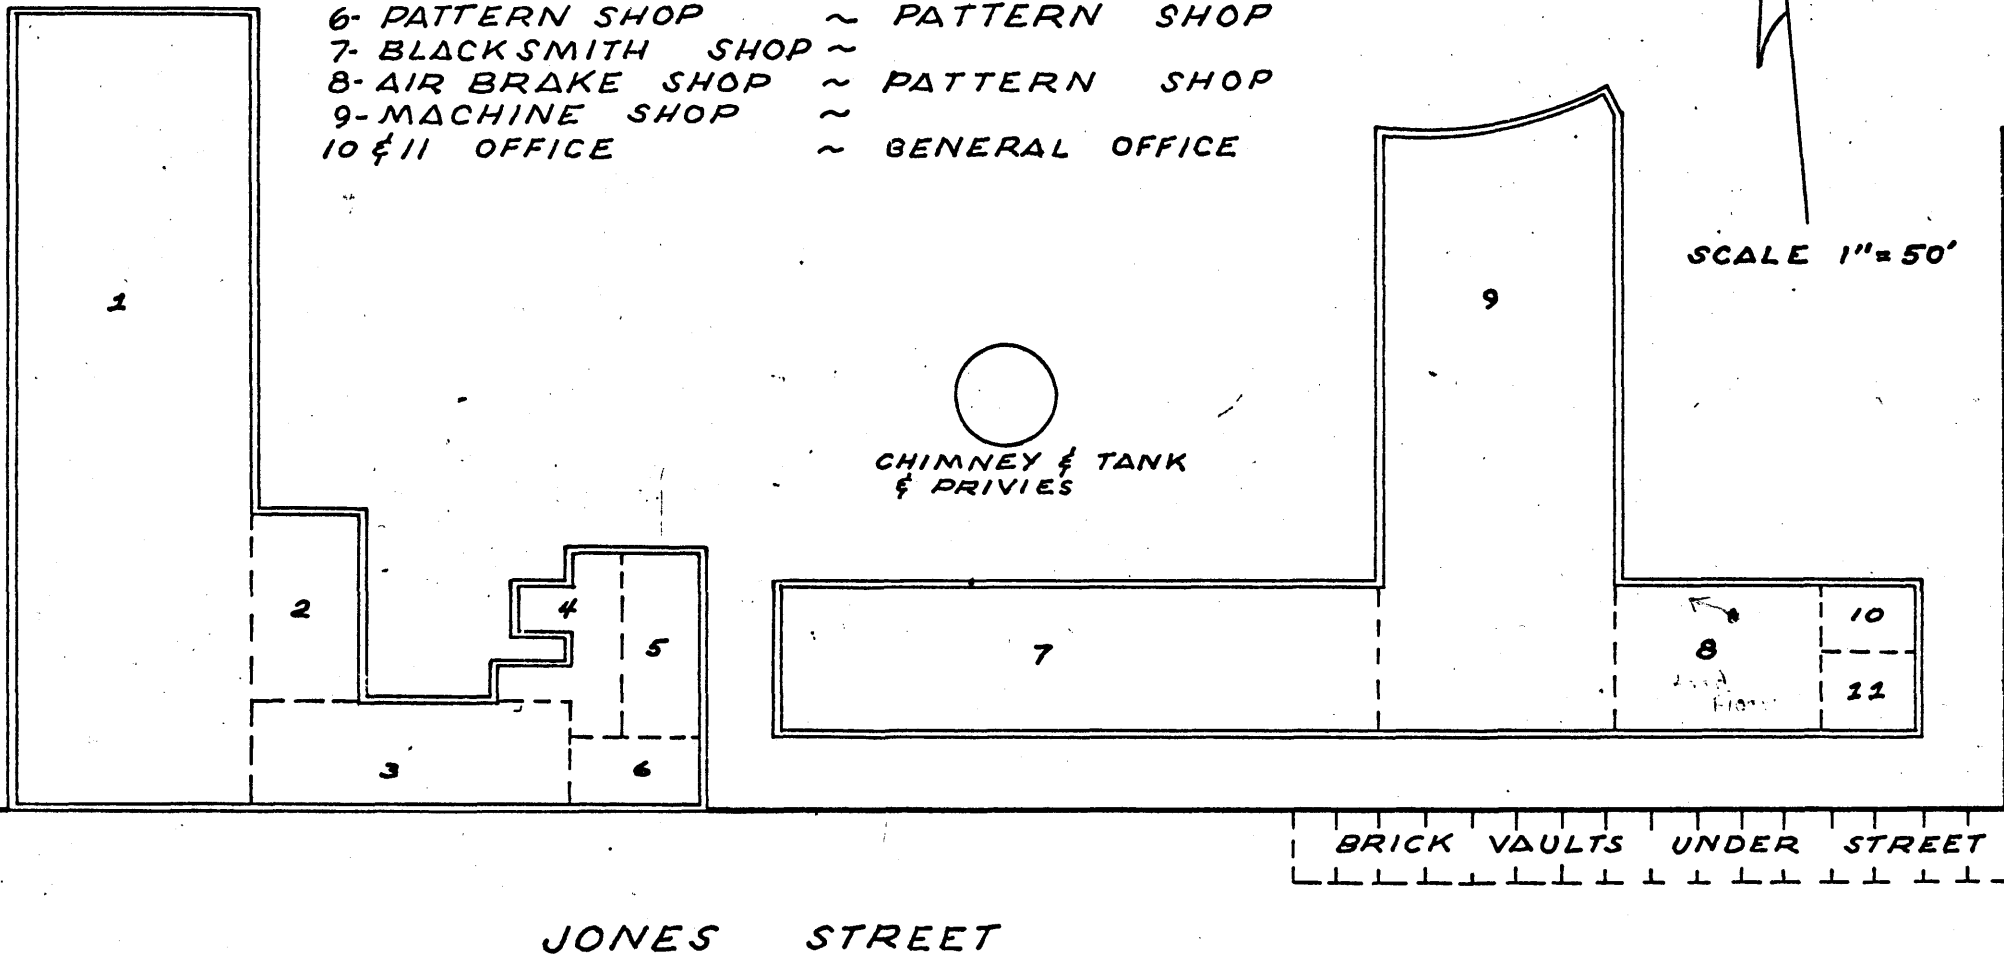 6- PATTERN SHOP ~ PATTERN SHOP
7- BLACKSMITH SHOP ~
8- AIR BRAKE SHOP ~ PATTERN SHOP
9- MACHINE SHOP ~
10 & 11 OFFICE ~ GENERAL OFFICE
SCALE 1" = 50'
1
9
CHIMNEY & TANK
& PRIVIES
2
4
5
7
8
10
11
3
6
BRICK VAULTS UNDER STREET
JONES STREET